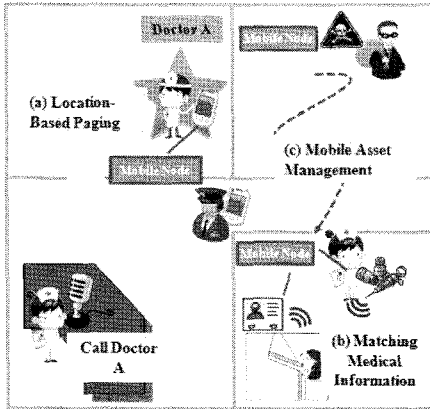 Doctor A
Mobile Node
(a) Location-
Based Paging
Mobile Node
(c) Mobile Asset
Management
Mobile Node
Call Doctor
A
(b) Matching
Medical
Information